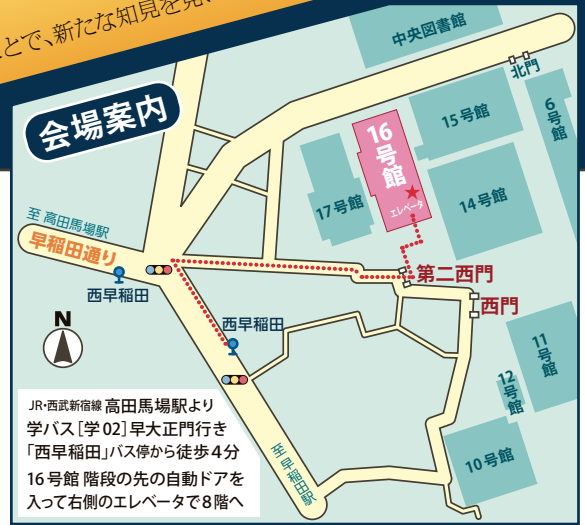 とで、新たな知見を見
会場案内
中央図書館
北門
6号館
15号館
16号館
エレベータ
17号館
14号館
至 高田馬場駅
早稲田通り
西早稲田
第二西門
西門
西早稲田
N
11号館
12号館
10号館
至 早稲田駅
JR・西武新宿線 高田馬場駅より
学バス［学02］早大正門行き
「西早稲田」バス停から徒歩4分
16号館 階段の先の自動ドアを
入って右側のエレベータで8階へ